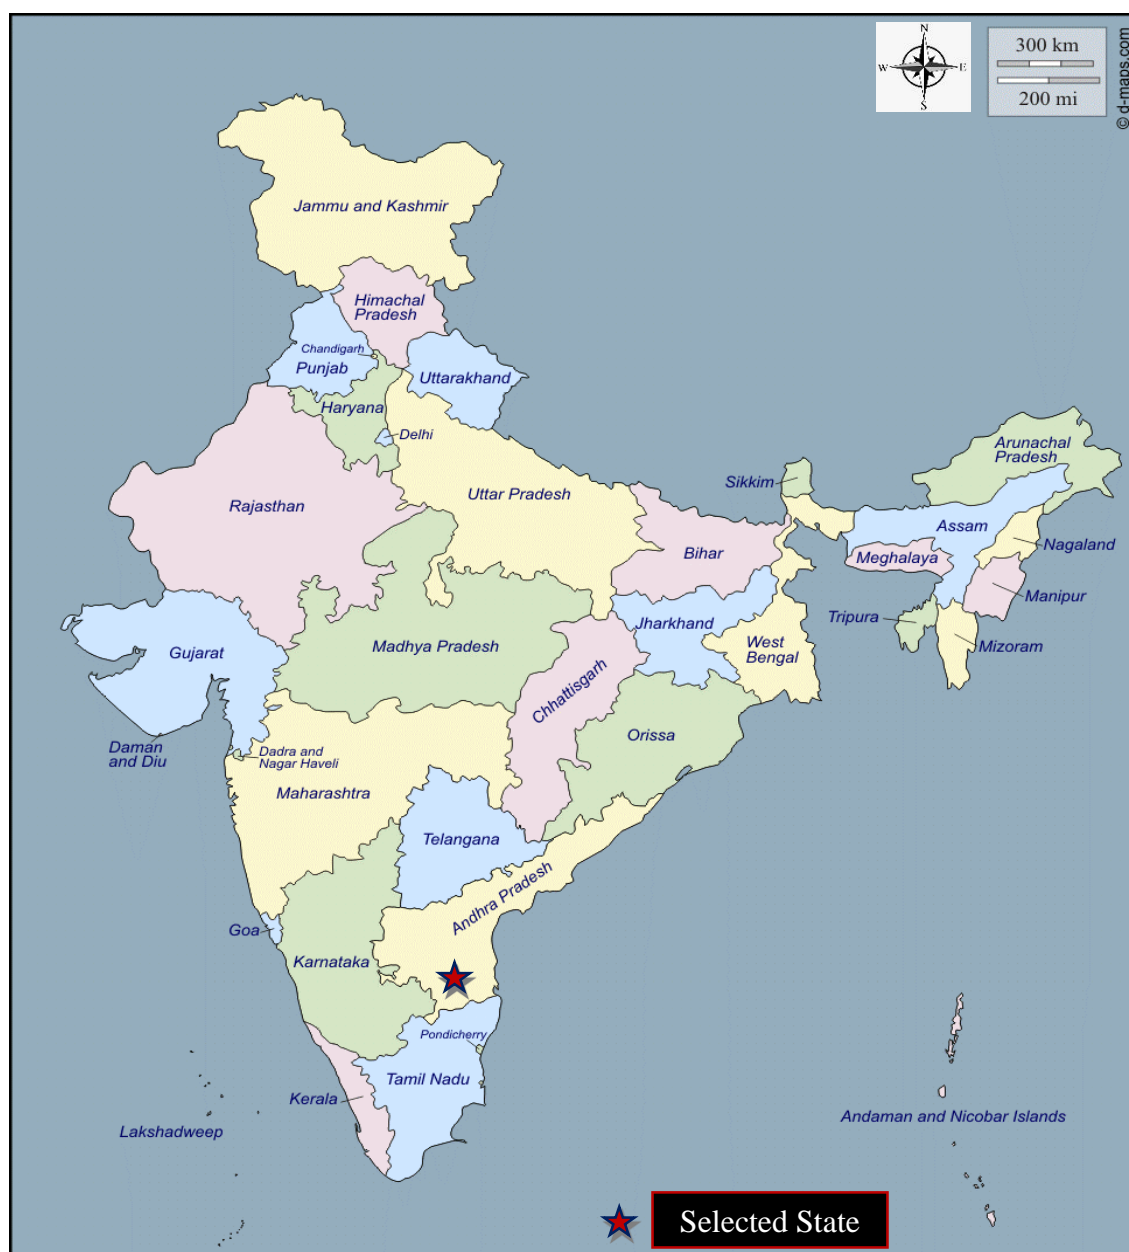 N
W E
S
300 km
200 mi
© d-maps.com
Jammu and Kashmir
Himachal
Pradesh
Chandigarh
Punjab
Uttarakhand
Haryana
Delhi
Arunachal
Pradesh
Sikkim
Uttar Pradesh
Rajasthan
Assam
Nagaland
Bihar
Meghalaya
Manipur
Tripura
Jharkhand
Mizoram
Madhya Pradesh
West
Bengal
Gujarat
Chhattisgarh
Orissa
Daman
and Diu
Dadra and
Nagar Haveli
Maharashtra
Telangana
Andhra Pradesh
Goa
Karnataka
Pondicherry
Tamil Nadu
Kerala
Andaman and Nicobar Islands
Lakshadweep
Selected State